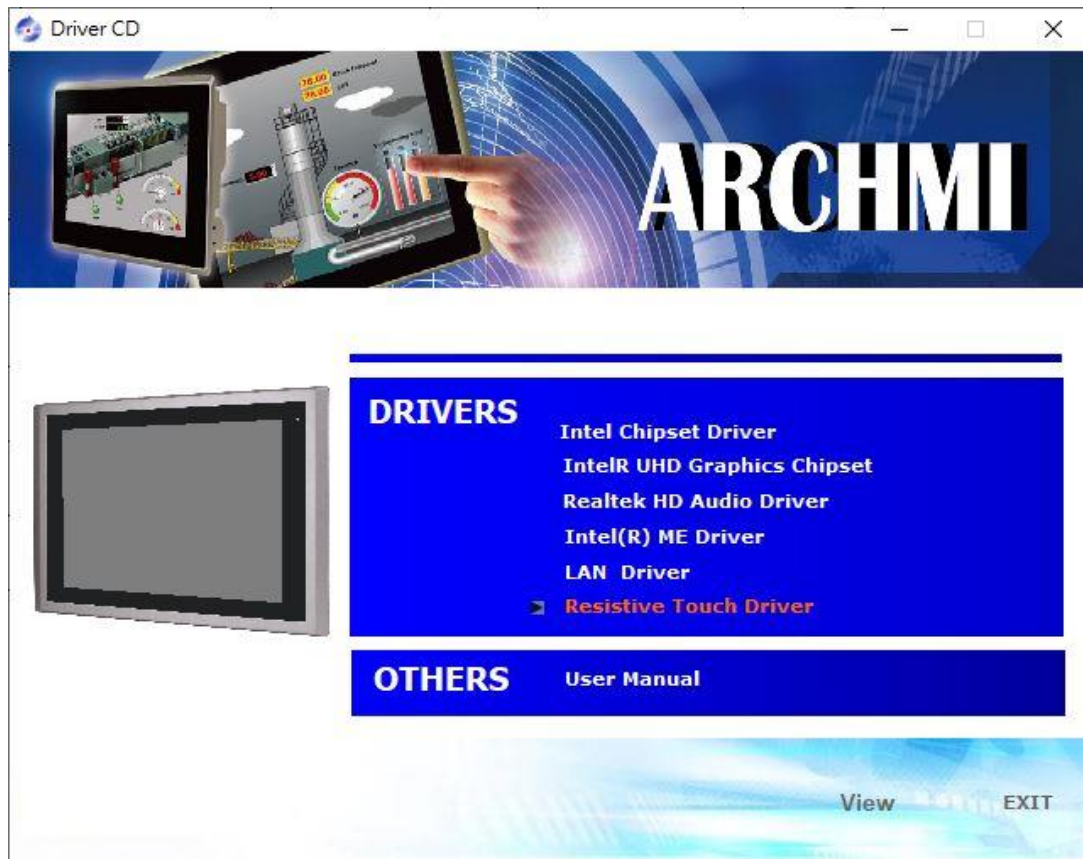 Driver CD
ARCHMI
DRIVERS
Intel Chipset Driver
IntelR UHD Graphics Chipset
Realtek HD Audio Driver
Intel(R) ME Driver
LAN  Driver
Resistive Touch Driver
OTHERS
User Manual
View
EXIT